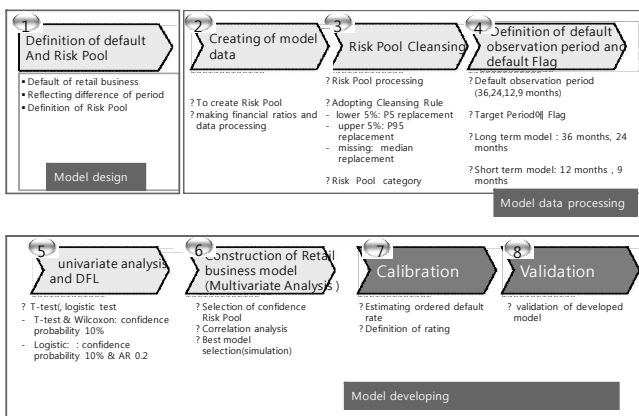 1
Definition of default
And Risk Pool
▪ Default of retail business
▪ Reflecting difference of period
▪ Definition of Risk Pool
Model design
2
Creating of model
data
? To create Risk Pool
? making financial ratios and
data processing
3
Risk Pool Cleansing
? Risk Pool processing
? Adopting Cleansing Rule
- lower 5%: P5 replacement
- upper 5%: P95
replacement
- missing: median
replacement
? Risk Pool category
4
Definition of default
observation period and
default Flag
? Default observation period
(36,24,12,9 months)
? Target Period Flag
? Long term model : 36 months, 24
months
? Short term model: 12 months , 9
months
Model data processing
5
univariate analysis
and DFL
? T-test(, logistic test
- T-test & Wilcoxon: confidence
probability 10%
- Logistic: : confidence
probability 10% & AR 0.2
6
Construction of Retail
business model
(Multivariate Analysis )
? Selection of confidence
Risk Pool
? Correlation analysis
? Best model
selection(simulation)
7
Calibration
? Estimating ordered default
rate
? Definition of rating
8
Validation
? validation of developed
model
Model developing